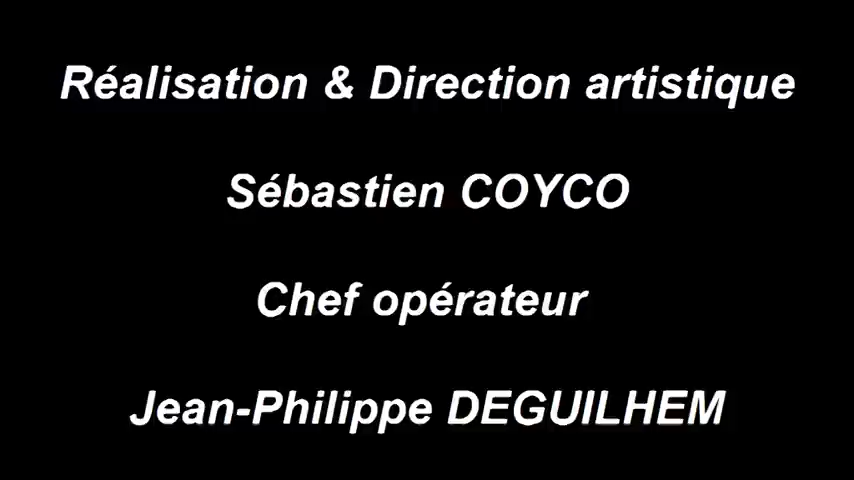 Réalisation & Direction artistique
Sébastien COYCO
Chef opérateur
Jean-Philippe DEGUILHEM